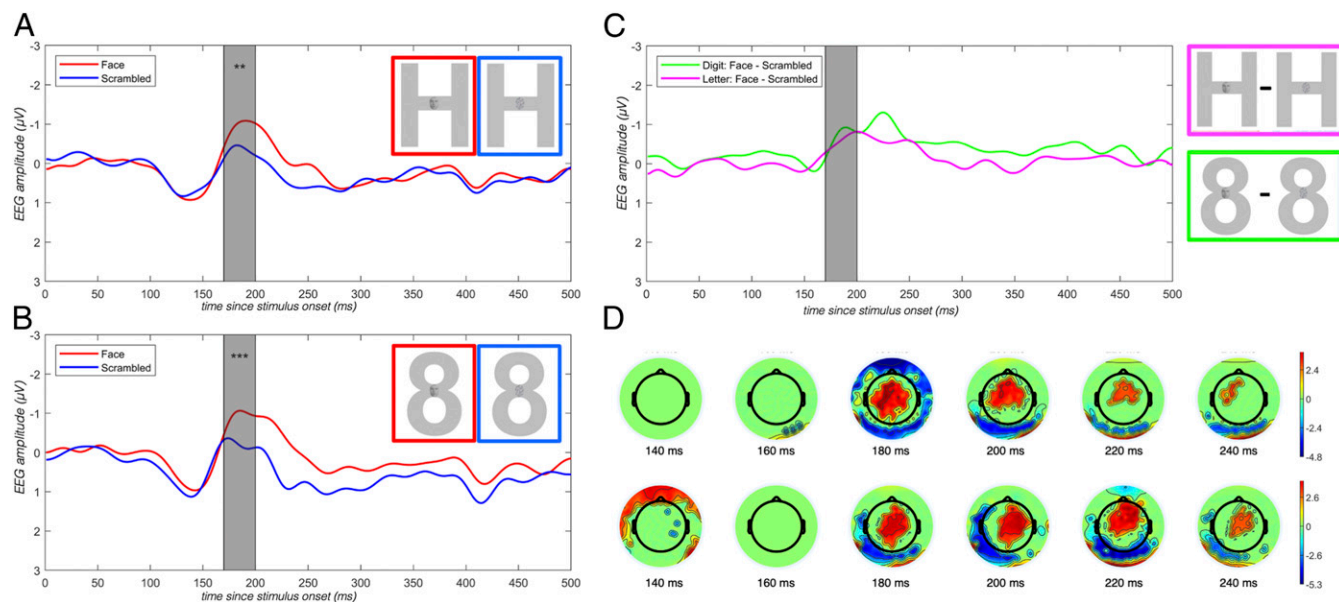 A
-3
-2
-1
0
1
2
3
EEG amplitude (µV)
Face
Scrambled
**
H H
0 50 100 150 200 250 300 350 400 450 500
time since stimulus onset (ms)
B
-3
-2
-1
0
1
2
3
EEG amplitude (µV)
Face
Scrambled
***
8 8
0 50 100 150 200 250 300 350 400 450 500
time since stimulus onset (ms)
C
-3
-2
-1
0
1
2
3
EEG amplitude (µV)
Digit: Face - Scrambled
Letter: Face - Scrambled
0 50 100 150 200 250 300 350 400 450 500
time since stimulus onset (ms)
H - H
8 - 8
D
140 ms 160 ms 180 ms 200 ms 220 ms 240 ms
2.4
0
-2.4
-4.8
140 ms 160 ms 180 ms 200 ms 220 ms 240 ms
2.6
0
-2.6
-5.3